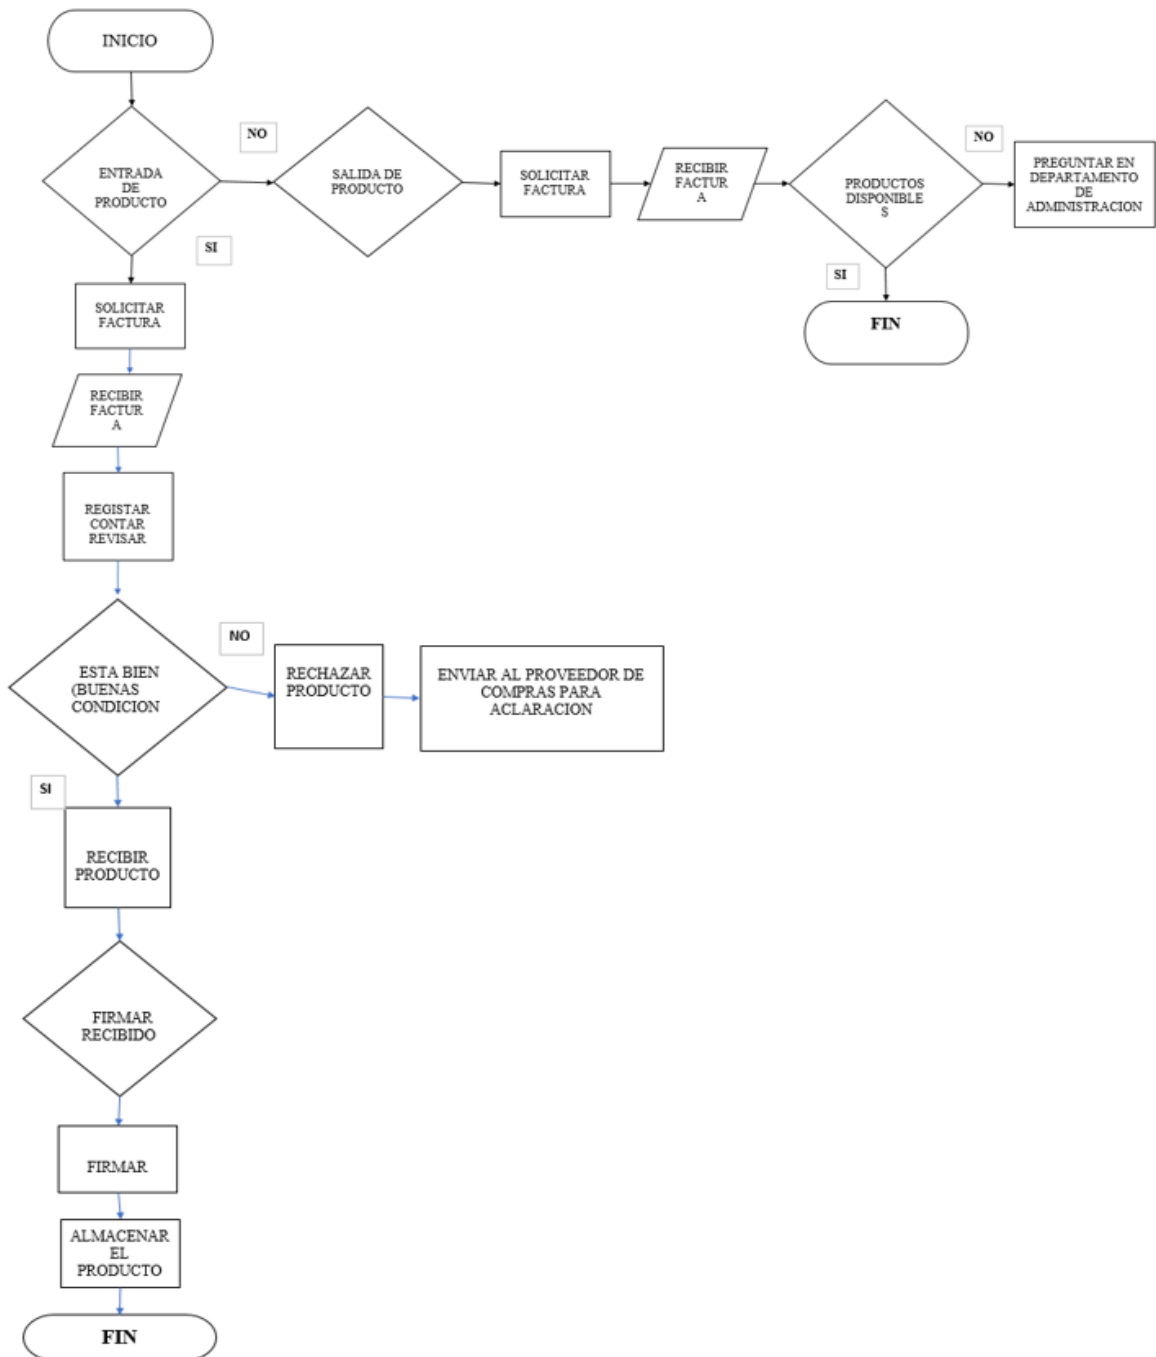 INICIO
ENTRADA
DE
PRODUCTO
NO
SALIDA DE
PRODUCTO
SOLICITAR
FACTURA
RECIBIR
FACTUR
A
PRODUCTOS
DISPONIBLE
S
NO
PREGUNTAR EN
DEPARTAMENTO
DE
ADMINISTRACION
SI
FIN
SI
SOLICITAR
FACTURA
RECIBIR
FACTUR
A
REGISTAR
CONTAR
REVISAR
ESTA BIEN
(BUENAS
CONDICION
NO
RECHAZAR
PRODUCTO
ENVIAR AL PROVEEDOR DE
COMPRAS PARA
ACLARACION
SI
RECIBIR
PRODUCTO
FIRMAR
RECIBIDO
FIRMAR
ALMACENAR
EL
PRODUCTO
FIN